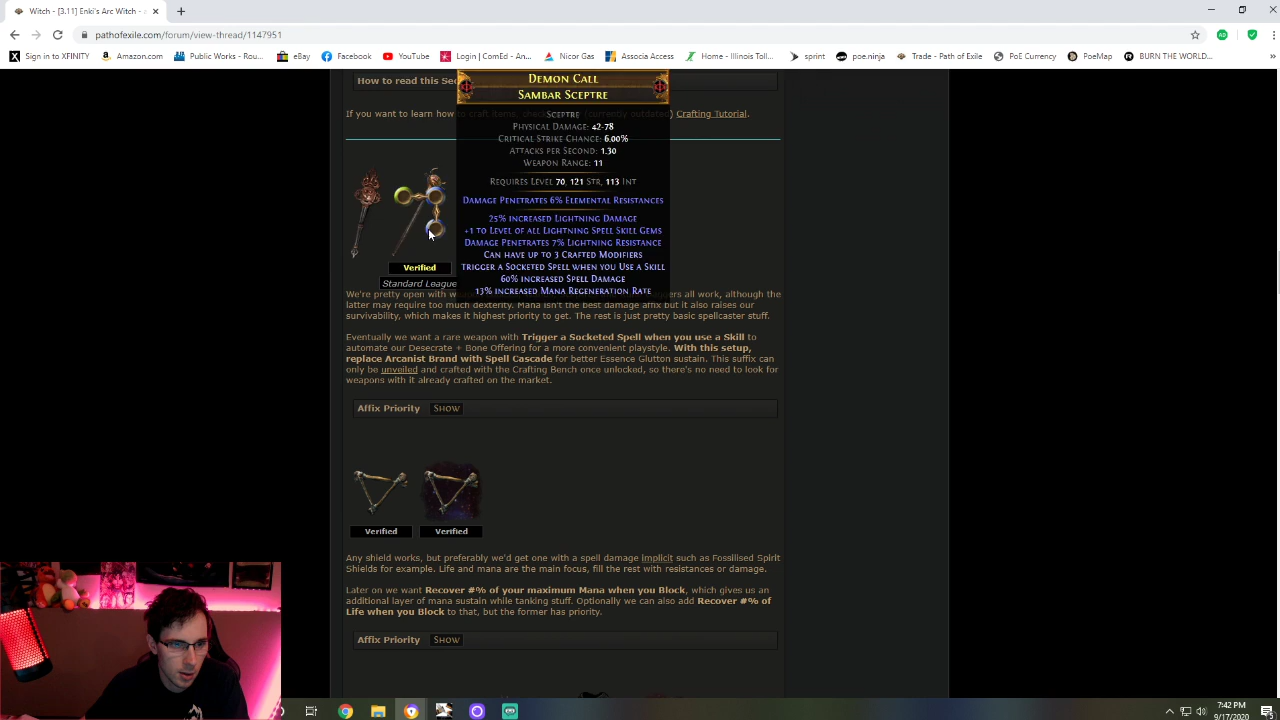 Witch - [3.11] Enki's Arc Witch -
pathofexile.com/forum/view-thread/1147951
Sign in to XFINITY Amazon.com Public Works - Rou... eBay Facebook YouTube Home | ComEd - An... Nicor Gas Associa Access Home - Illinois Toll... sprint poe.ninja Trade - Path of Exile PoE Currency PoeMap BURN THE WORLD...
How to read this Sec
DEMON CALL
SAMBAR SCEPTRE
SCEPTRE
PHYSICAL DAMAGE: 42-78
CRITICAL STRIKE CHANCE: 6.00%
ATTACKS PER SECOND: 1.30
WEAPON RANGE: 11
REQUIRES LEVEL 70, 121 STR, 113 INT
DAMAGE PENETRATES 6% ELEMENTAL RESISTANCES
25% INCREASED LIGHTNING DAMAGE
+1 TO LEVEL OF ALL LIGHTNING SPELL SKILL GEMS
DAMAGE PENETRATES 7% LIGHTNING RESISTANCE
CAN HAVE UP TO 3 CRAFTED MODIFIERS
TRIGGER A SOCKETED SPELL WHEN YOU USE A SKILL
60% INCREASED SPELL DAMAGE
13% INCREASED MANA REGENERATION RATE
If you want to learn how to craft items, check (currently outdated) Crafting Tutorial.
Verified
Standard League
We're pretty open with all work, although the
latter may require too much dexterity. Mana isn't the best damage affix but it also raises our
survivability, which makes it highest priority to get. The rest is just pretty basic spellcaster stuff.
Eventually we want a rare weapon with Trigger a Socketed Spell when you use a Skill to
automate our Desecrate + Bone Offering for a more convenient playstyle. With this setup,
replace Arcanist Brand with Spell Cascade for better Essence Glutton sustain. This suffix can
only be unveiled and crafted with the Crafting Bench once unlocked, so there's no need to look for
weapons with it already crafted on the market.
Affix Priority SHOW
Verified Verified
Any shield works, but preferably we'd get one with a spell damage implicit such as Fossilised Spirit
Shields for example. Life and mana are the main focus, fill the rest with resistances or damage.
Later on we want Recover #% of your maximum Mana when you Block, which gives us an
additional layer of mana sustain while tanking stuff. Optionally we can also add Recover #% of
Life when you Block to that, but the former has priority.
Affix Priority SHOW
7:42 PM
9/17/2020